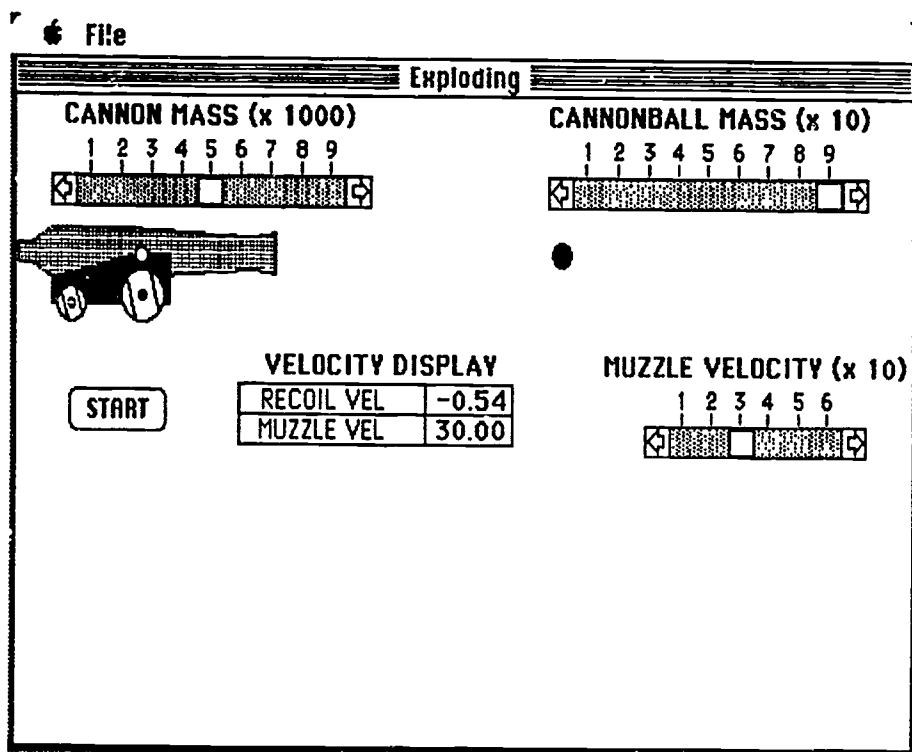 File
Exploding
CANNON MASS (x 1000)
1 2 3 4 5 6 7 8 9
CANNONBALL MASS (x 10)
1 2 3 4 5 6 7 8 9
VELOCITY DISPLAY
RECOIL VEL -0.54
MUZZLE VEL 30.00
START
MUZZLE VELOCITY (x 10)
1 2 3 4 5 6